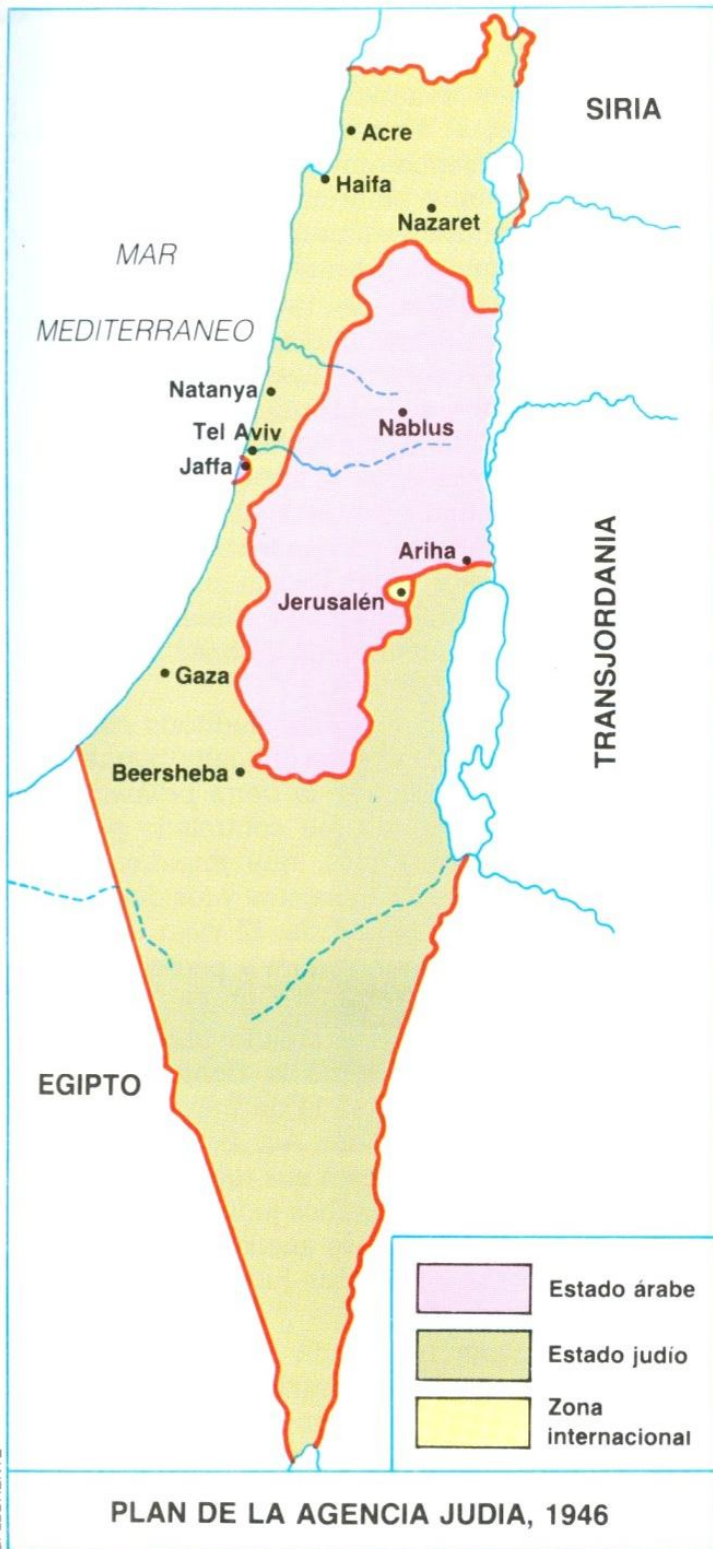 SIRIA
Acre
Haifa
Nazaret
MAR
MEDITERRANEO
Natanya
Nablus
Tel Aviv
Jaffa
Ariha
Jerusalén
TRANSJORDANIA
Gaza
Beersheba
EGIPTO
Estado árabe
Estado judío
Zona
internacional
PLAN DE LA AGENCIA JUDIA, 1946